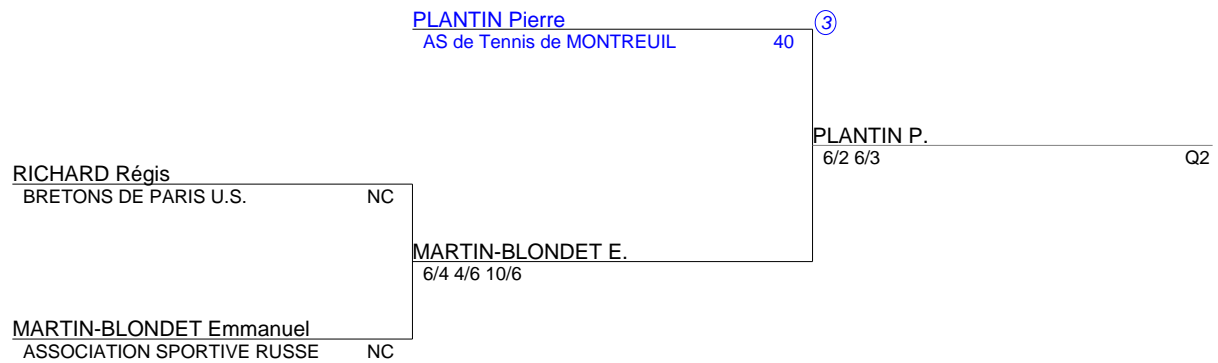 PLANTIN Pierre 3
AS de Tennis de MONTREUIL 40
PLANTIN P.
6/2 6/3 Q2
RICHARD Régis
BRETONS DE PARIS U.S. NC
MARTIN-BLONDET E.
6/4 4/6 10/6
MARTIN-BLONDET Emmanuel
ASSOCIATION SPORTIVE RUSSE NC